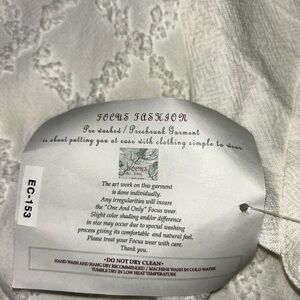 FOCUS FASHION
Pre washed / Preshrunk Garment
is about putting you at ease with clothing simple to wear.
FOCUS
EC-153
The art work on this garment
is done individually.
Any irregularities will insure
the "One And Only" Focus wear.
Slight color shading and/or difference
in size may occur due to special washing
process giving its comfortable and natural feel.
Please treat your Focus wear with care.
Thank you.
•DO NOT DRY CLEAN•
HAND WASH AND HANG DRY RECOMMENDED / MACHINE WASH IN COLD WATER
TUMBLE DRY IN LOW HEAT TEMPERATURE